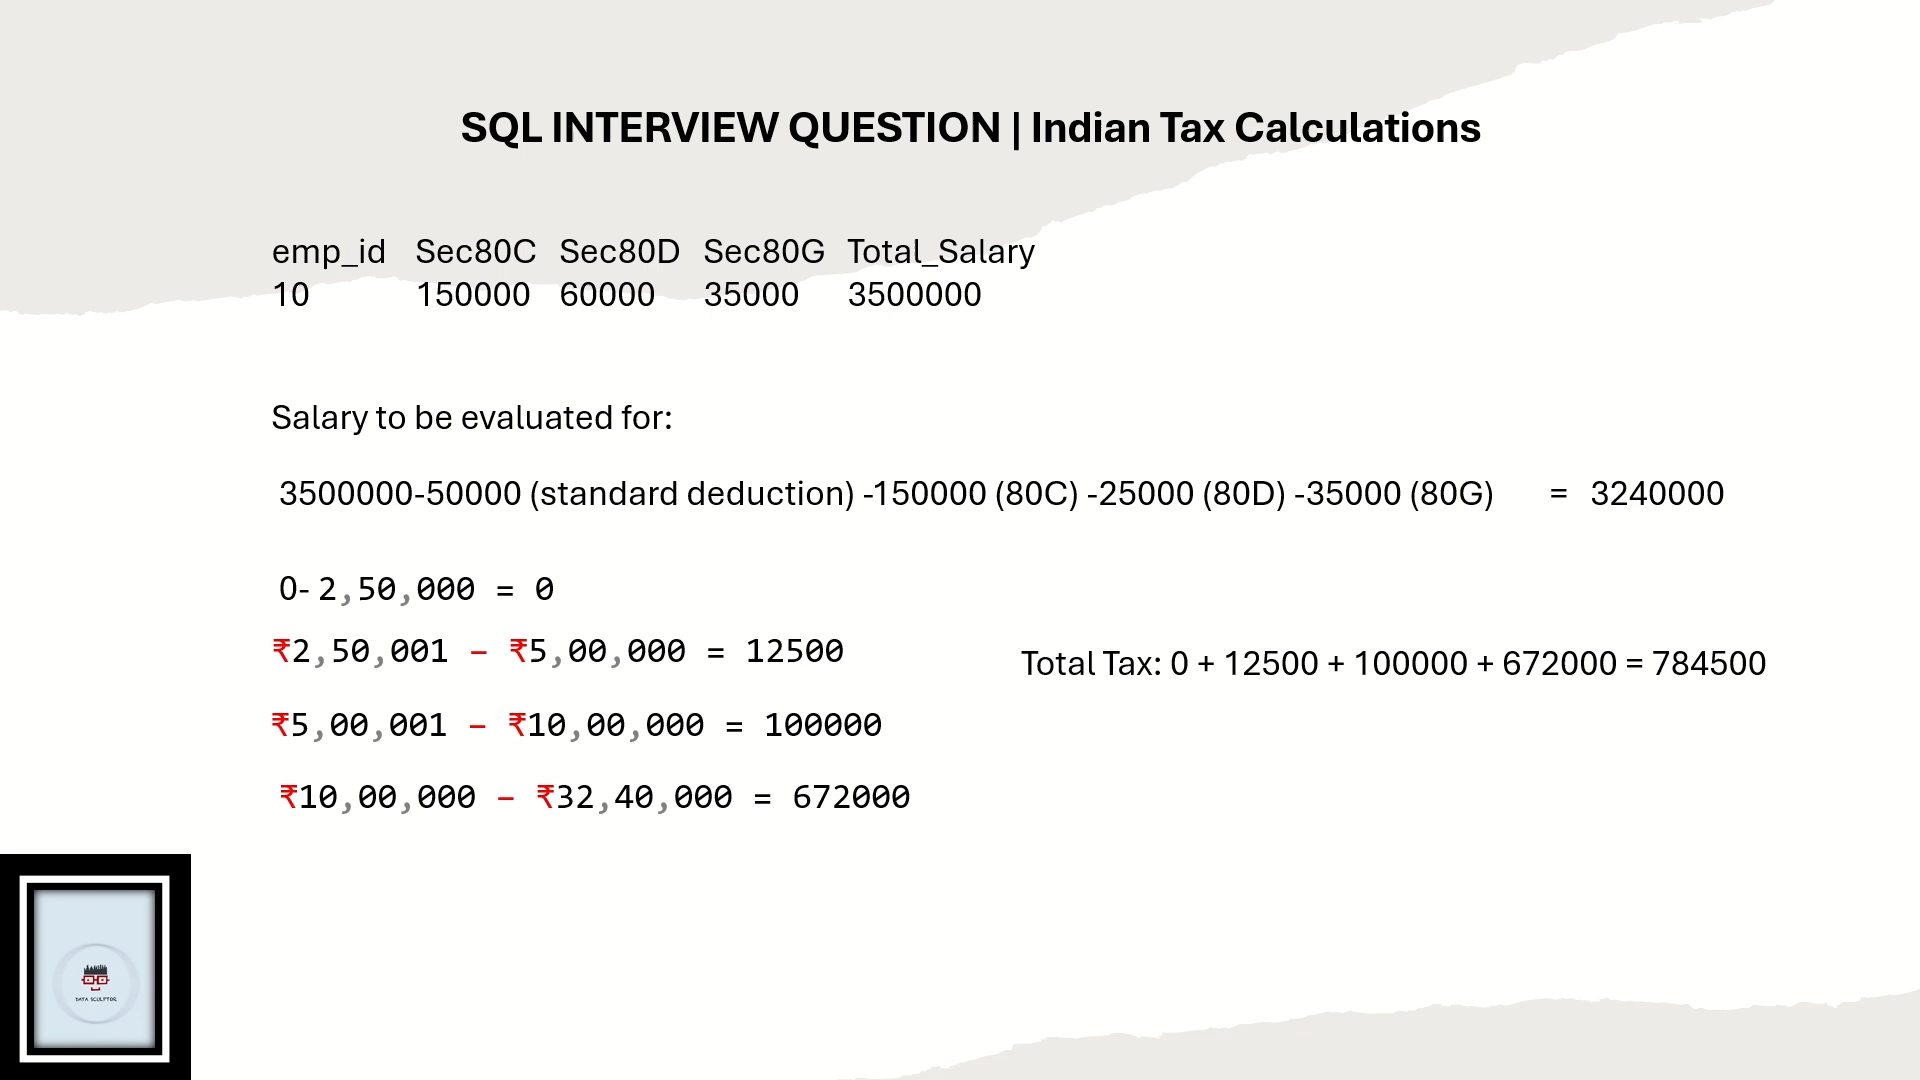 SQL INTERVIEW QUESTION | Indian Tax Calculations
emp_id Sec80C Sec80D Sec80G Total_Salary
10 150000 60000 35000 3500000
Salary to be evaluated for:
3500000-50000 (standard deduction) -150000 (80C) -25000 (80D) -35000 (80G) = 3240000
0- 2,50,000 = 0
₹2,50,001 – ₹5,00,000 = 12500
Total Tax: 0 + 12500 + 100000 + 672000 = 784500
₹5,00,001 – ₹10,00,000 = 100000
₹10,00,000 – ₹32,40,000 = 672000
DATA SCULPTOR